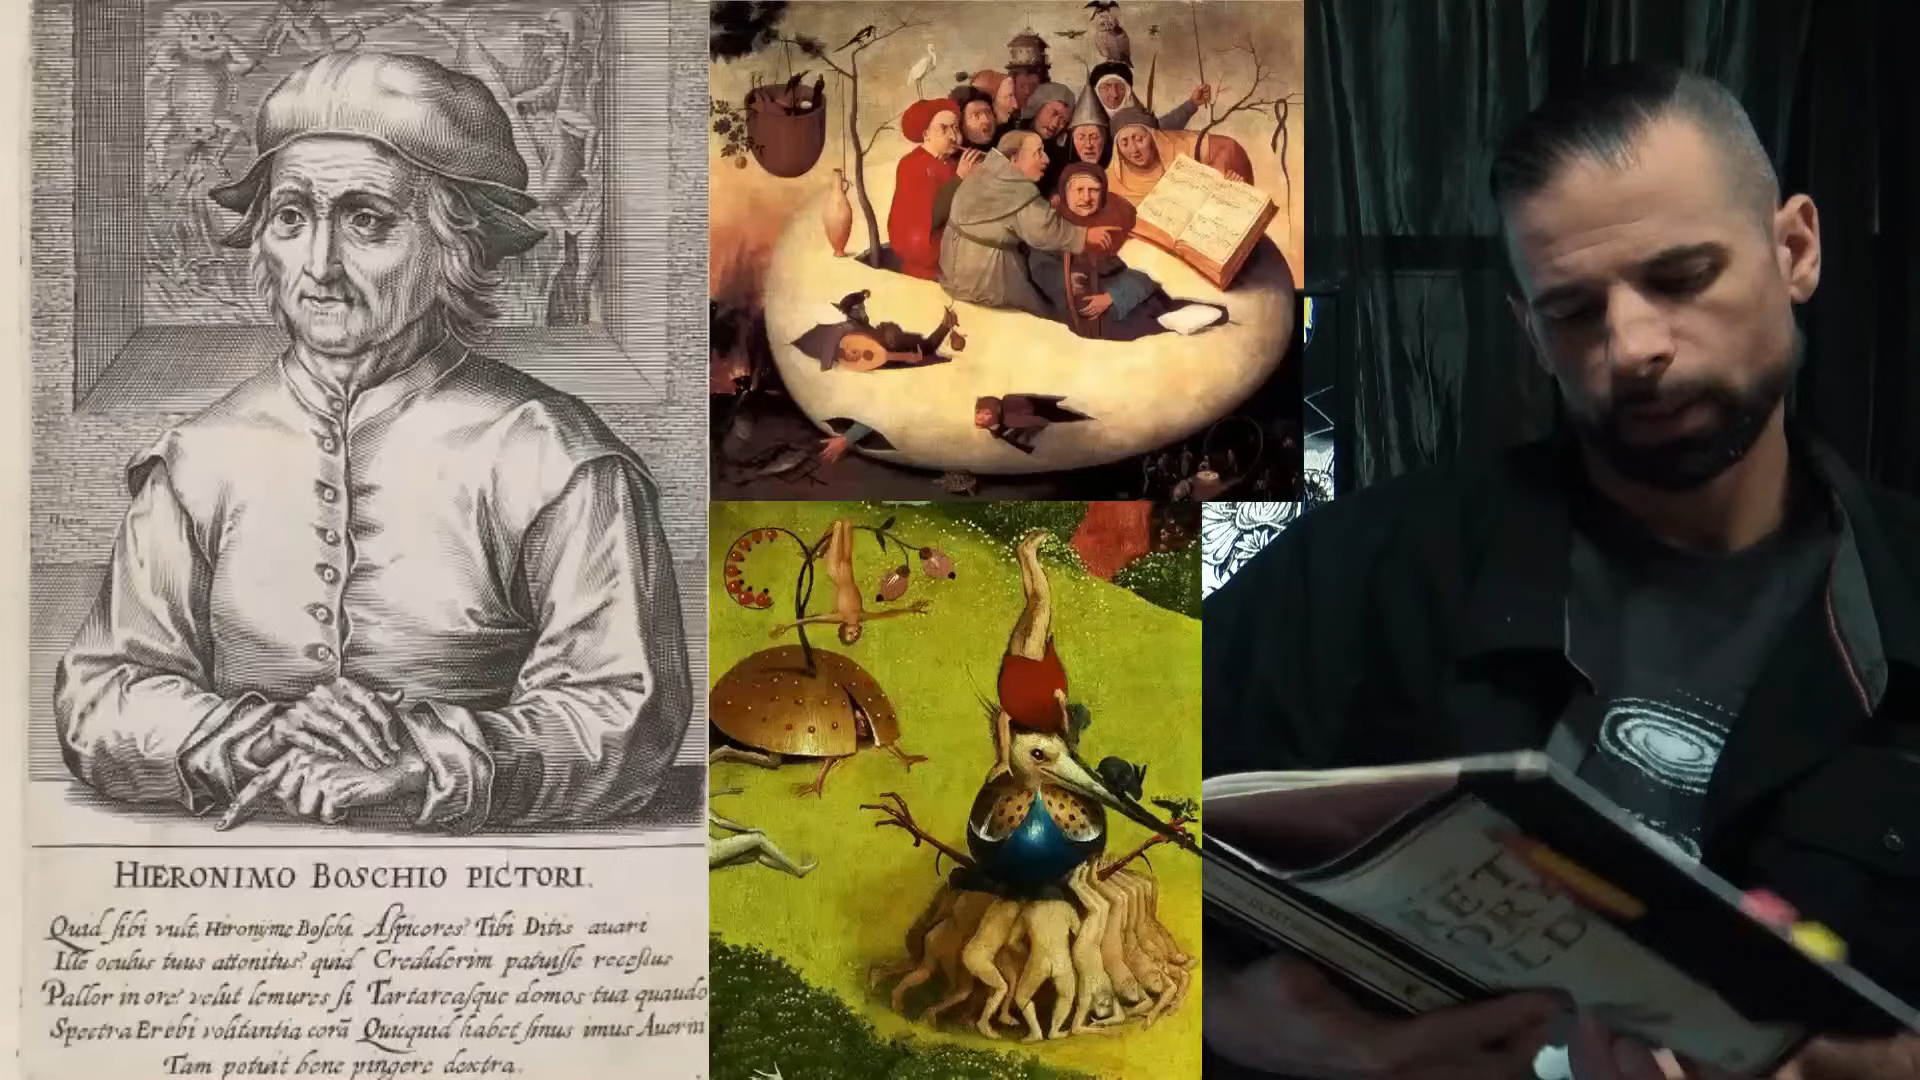 HIERONIMO BOSCHIO PICTORI.
Quid sibi vult, Hieronÿme Boschi, Aspicores? Tibi Ditis auari
Ille oculus tuus attonitus? quid Crediderim patuisse recessus
Pallor in ore? velut lemures si Tartareasque domos tua quando
Spectra Erebi volitantia corā Quicquid habet sinus imus Auerni
Tam potuit bene pingere dextra.